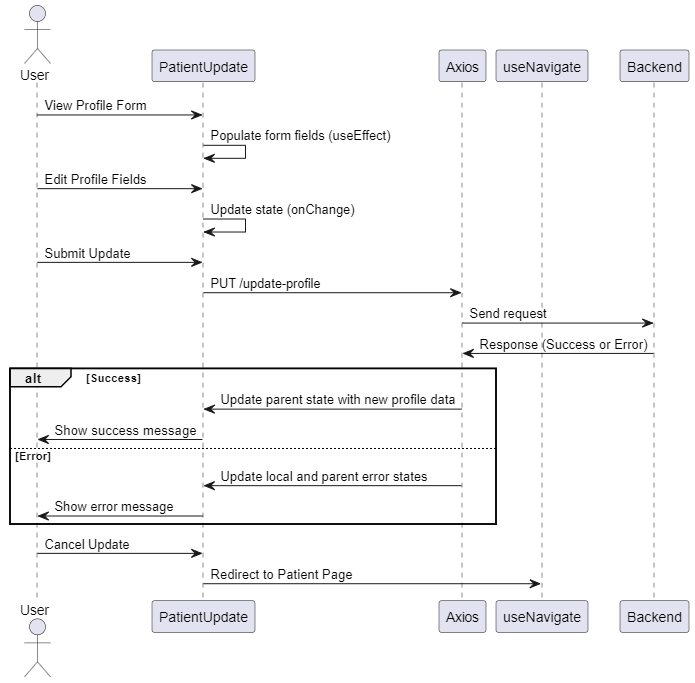 User
PatientUpdate
Axios
useNavigate
Backend
View Profile Form
Populate form fields (useEffect)
Edit Profile Fields
Update state (onChange)
Submit Update
PUT /update-profile
Send request
Response (Success or Error)
alt
[Success]
Update parent state with new profile data
Show success message
[Error]
Update local and parent error states
Show error message
Cancel Update
Redirect to Patient Page
User
PatientUpdate
Axios
useNavigate
Backend